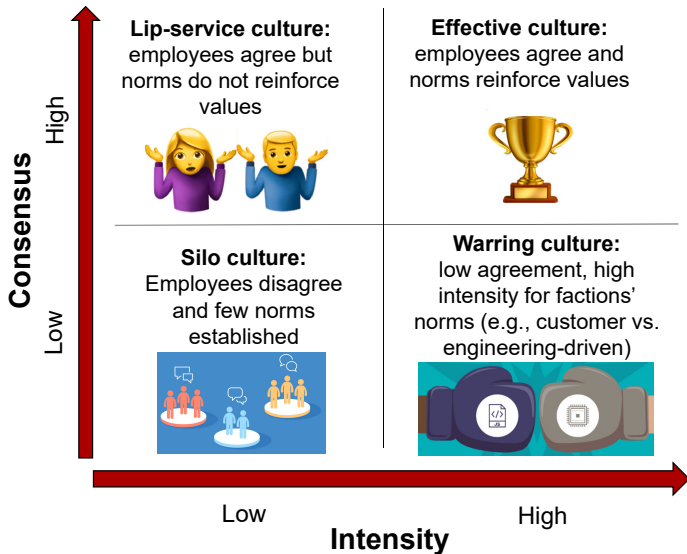 Lip-service culture:
employees agree but
norms do not reinforce
values
Effective culture:
employees agree and
norms reinforce values
High
Consensus
Low
Silo culture:
Employees disagree
and few norms
established
Warring culture:
low agreement, high
intensity for factions’
norms (e.g., customer vs.
engineering-driven)
</>
JS
Low
High
Intensity